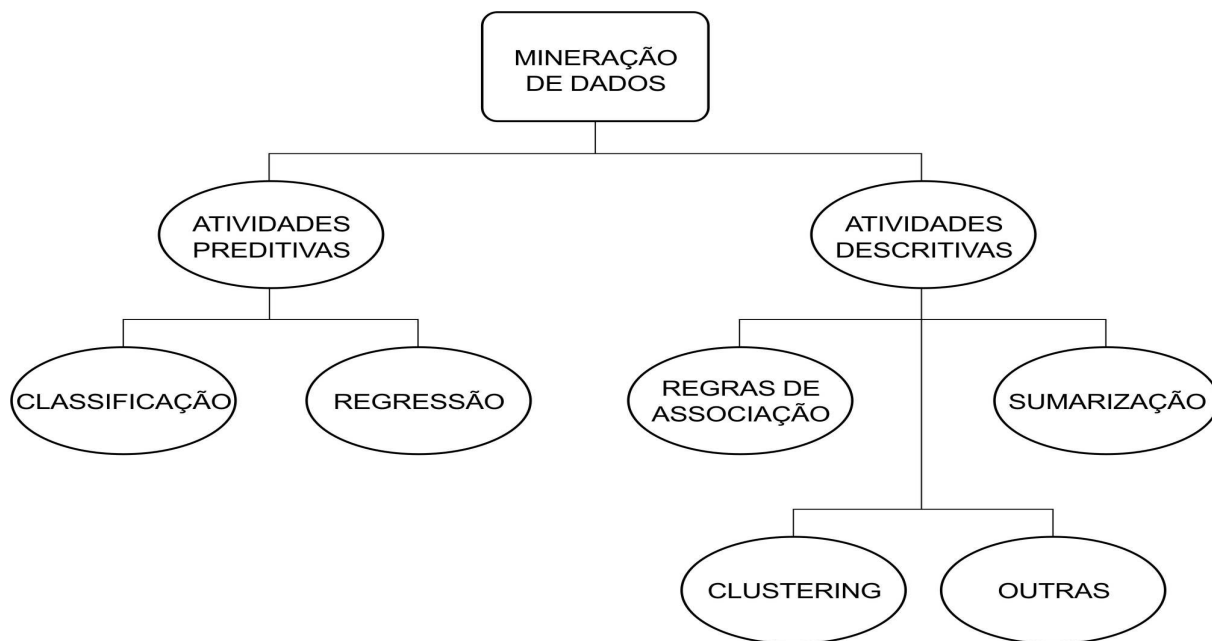 MINERAÇÃO
DE DADOS
ATIVIDADES
PREDITIVAS
ATIVIDADES
DESCRITIVAS
CLASSIFICAÇÃO
REGRESSÃO
REGRAS DE
ASSOCIAÇÃO
SUMARIZAÇÃO
CLUSTERING
OUTRAS